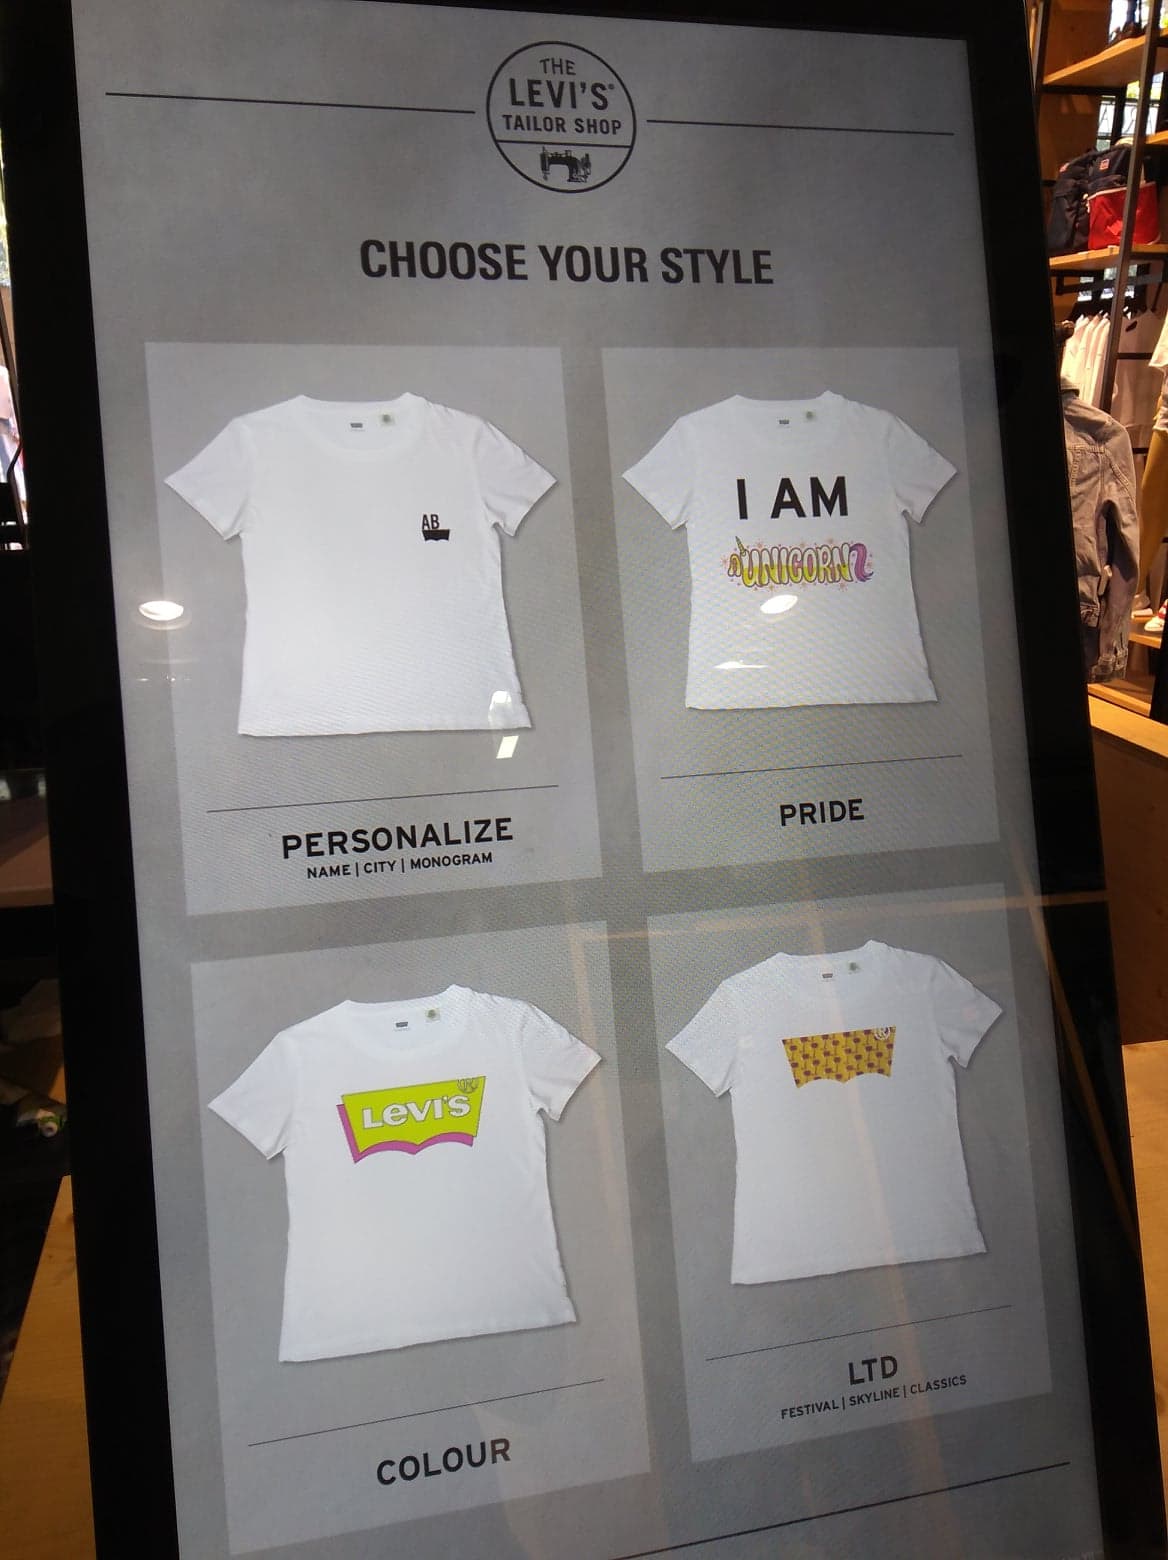 THE
LEVI'S®
TAILOR SHOP
CHOOSE YOUR STYLE
AB
PERSONALIZE
NAME | CITY | MONOGRAM
I AM
a UNICORN
PRIDE
LEVI'S
COLOUR
LTD
FESTIVAL | SKYLINE | CLASSICS